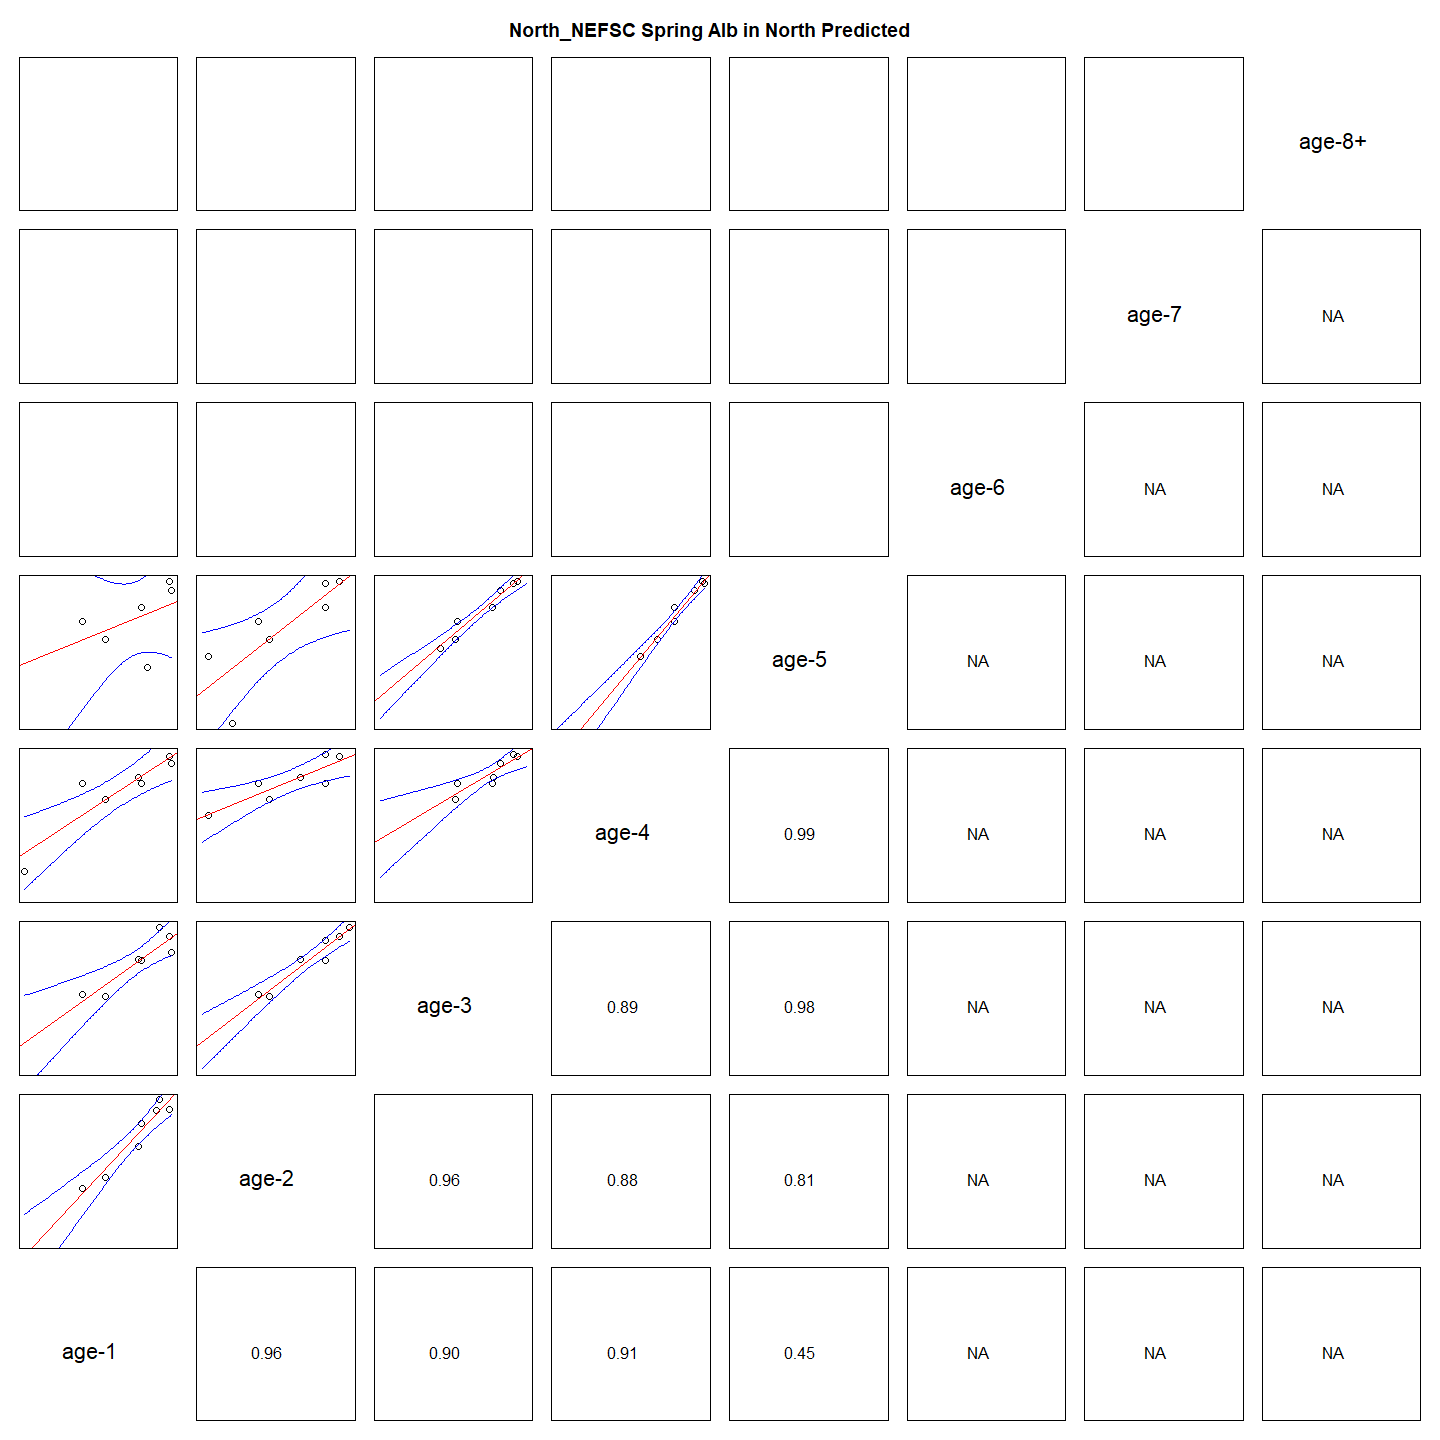 North_NEFSC Spring Alb in North Predicted
age-8+
age-7 NA
age-6 NA NA
age-5 NA NA NA
age-4 0.99 NA NA NA
age-3 0.89 0.98 NA NA NA
age-2 0.96 0.88 0.81 NA NA NA
age-1 0.96 0.90 0.91 0.45 NA NA NA